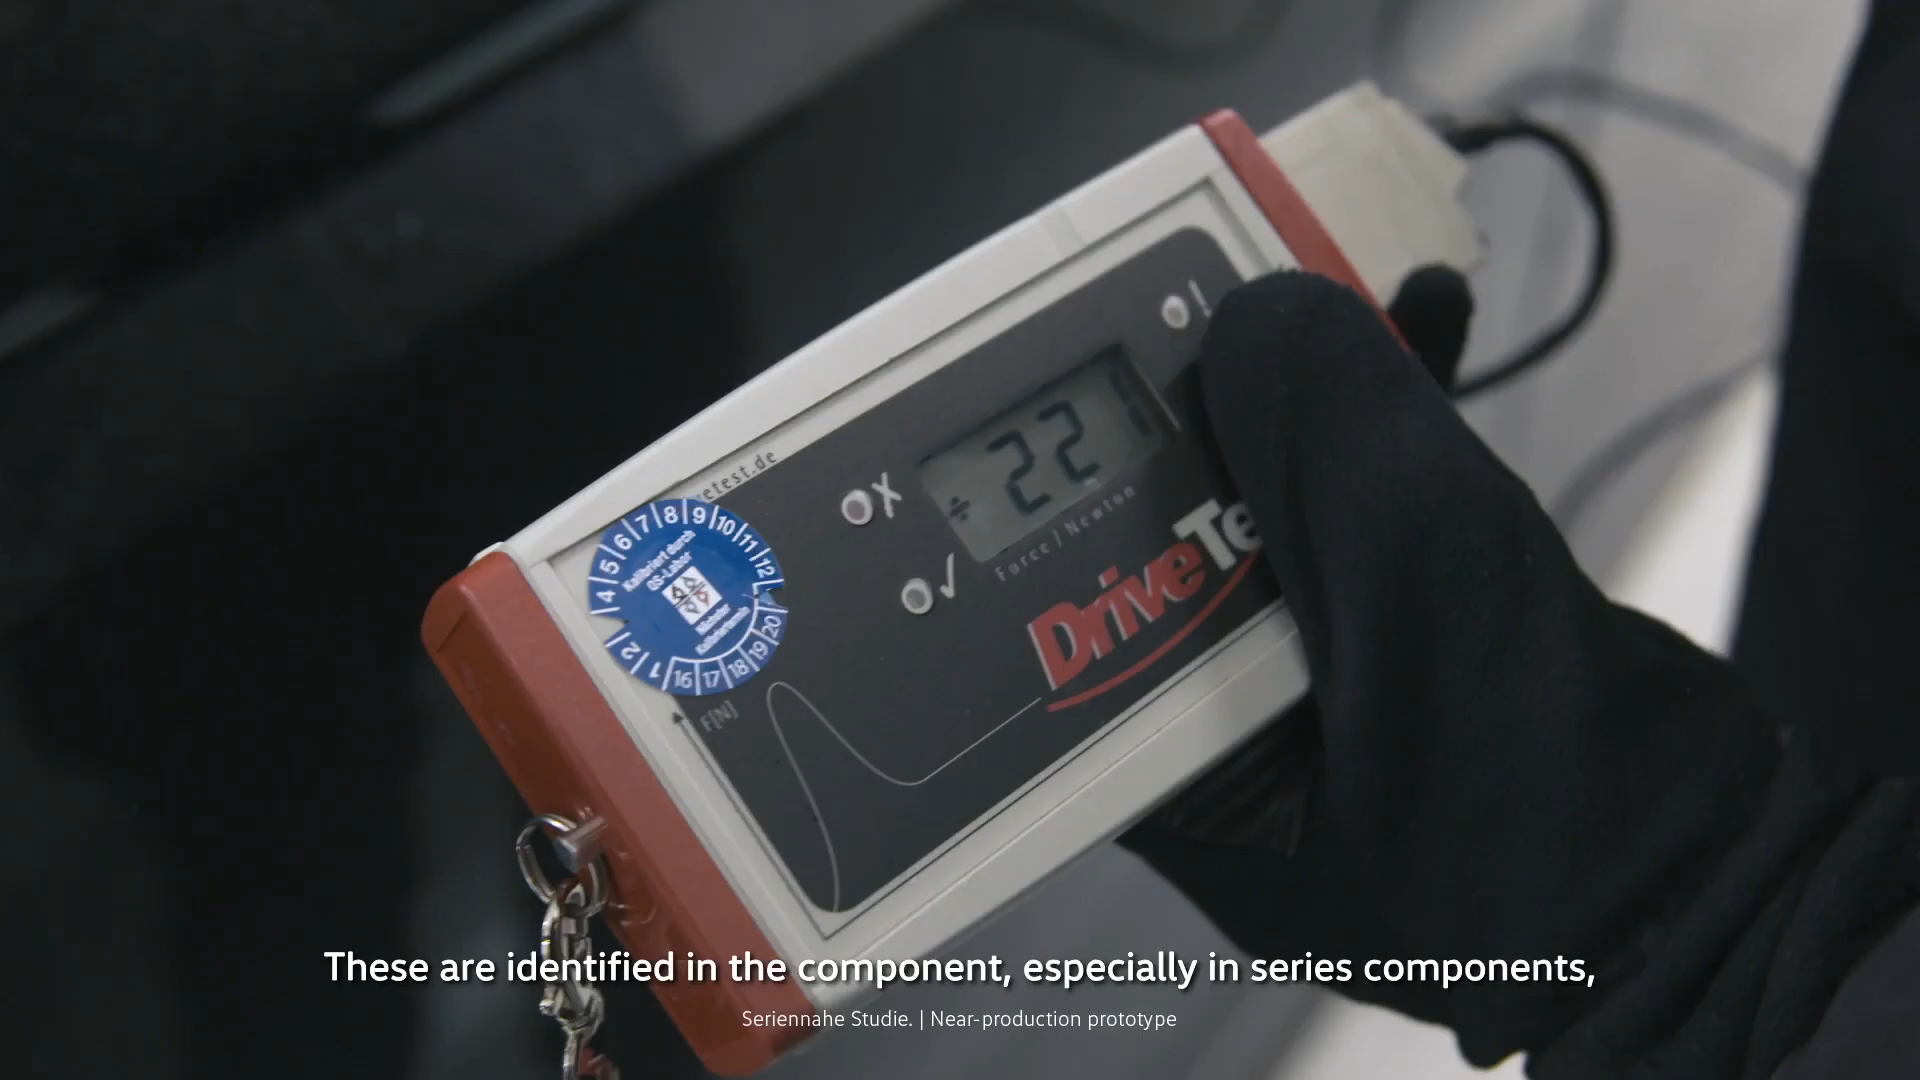 !
÷ 221
X
Force / Newton
✓
DriveTe
etest.de
4 5 6 7 8 9 10 11 12
Kalibriert durch
QS-Labor
Nächster
Kalibriertermin
2 1 16 17 18 19 20
F[N]
These are identified in the component, especially in series components,
Seriennahe Studie. | Near-production prototype